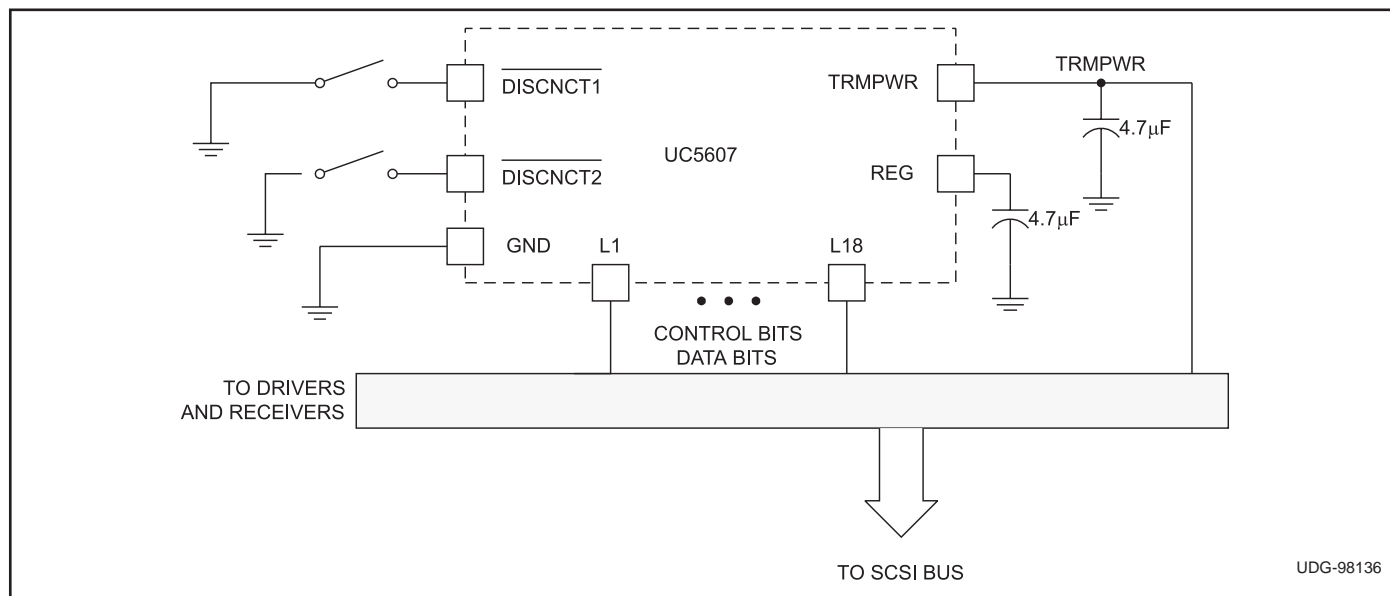 DISCNCT1
TRMPWR
TRMPWR
4.7µF
UC5607
DISCNCT2
REG
4.7µF
GND
L1
L18
CONTROL BITS
DATA BITS
TO DRIVERS
AND RECEIVERS
TO SCSI BUS
UDG-98136